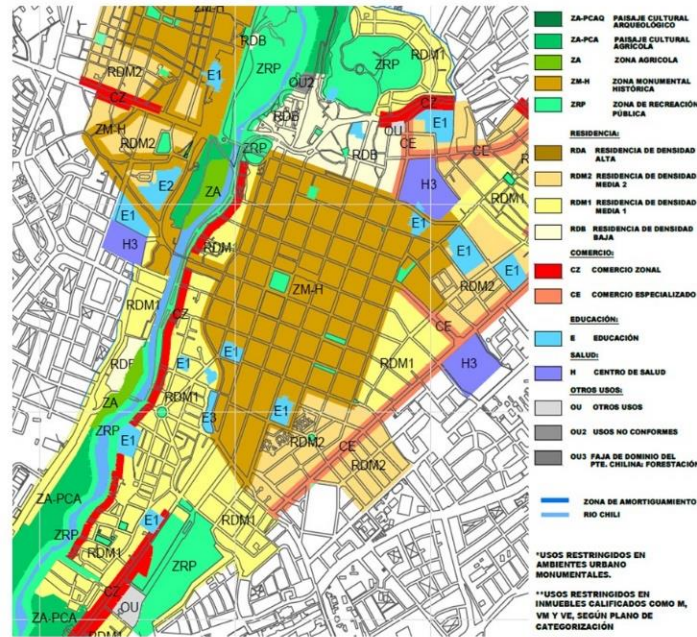 ZM-H
RDM2
E1
RDB
ZRP
OU2
ZRP
RDM1
CZ
CZ
ZM-H
RDM2
RDB
OU
E1
CE
CE
RDB
ZRP
E2
ZA
H3
RDM1
E1
E1
H3
RDM1
E1
E1
RDM2
ZM-H
RDM1
CZ
CE
RDM1
H3
E1
E1
ZA
RDM1
E3
E1
ZRP
E1
RDM2
CE
RDM2
ZA-PCA
E1
RDM1
ZRP
RDM1
ZRP
CZ
OU
ZA-PCA
RDM1
ZA-PCAQ PAISAJE CULTURAL
ARQUEOLÓGICO
ZA-PCA PAISAJE CULTURAL
AGRÍCOLA
ZA ZONA AGRICOLA
ZM-H ZONA MONUMENTAL
HISTÓRICA
ZRP ZONA DE RECREACIÓN
PÚBLICA
RESIDENCIA:
RDA RESIDENCIA DE DENSIDAD
ALTA
RDM2 RESIDENCIA DE DENSIDAD
MEDIA 2
RDM1 RESIDENCIA DE DENSIDAD
MEDIA 1
RDB RESIDENCIA DE DENSIDAD
BAJA
COMERCIO:
CZ COMERCIO ZONAL
CE COMERCIO ESPECIALIZADO
EDUCACIÓN:
E EDUCACIÓN
SALUD:
H CENTRO DE SALUD
OTROS USOS:
OU OTROS USOS
OU2 USOS NO CONFORMES
OU3 FAJA DE DOMINIO DEL
PTE. CHILINA: FORESTACIÓN
ZONA DE AMORTIGUAMIENTO
RIO CHILI
*USOS RESTRINGIDOS EN
AMBIENTES URBANO
MONUMENTALES.
**USOS RESTRINGIDOS EN
INMUEBLES CALIFICADOS COMO M,
VM Y VE, SEGÚN PLANO DE
CATEGORIZACIÓN